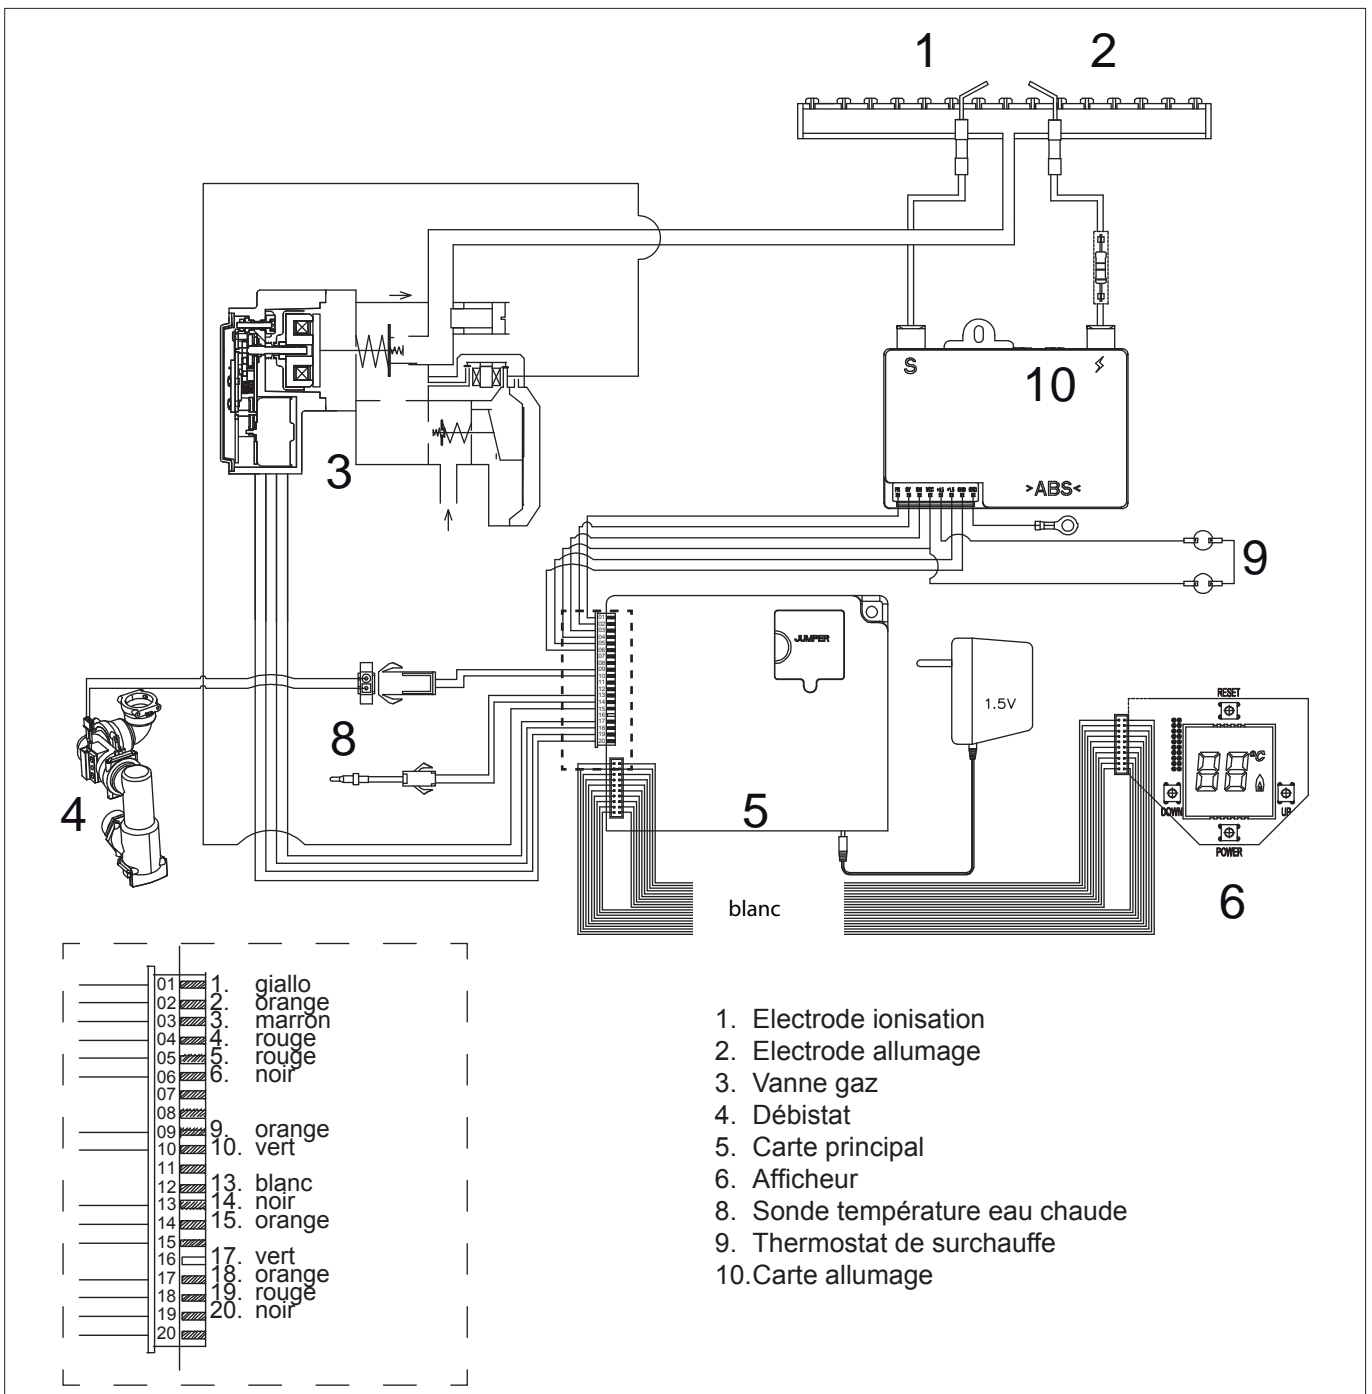 1 2
S 10
>ABS<
3
9
JUMPER
1.5V
RESET
°C
DOWN UP
POWER
8
4
5
6
blanc
01 1. giallo
02 2. orange
03 3. marron
04 4. rouge
05 5. rouge
06 6. noir
07
08
09 9. orange
10 10. vert
11
12 13. blanc
13 14. noir
14 15. orange
15
16 17. vert
17 18. orange
18 19. rouge
19 20. noir
20
1. Electrode ionisation
2. Electrode allumage
3. Vanne gaz
4. Débistat
5. Carte principal
6. Afficheur
8. Sonde température eau chaude
9. Thermostat de surchauffe
10.Carte allumage